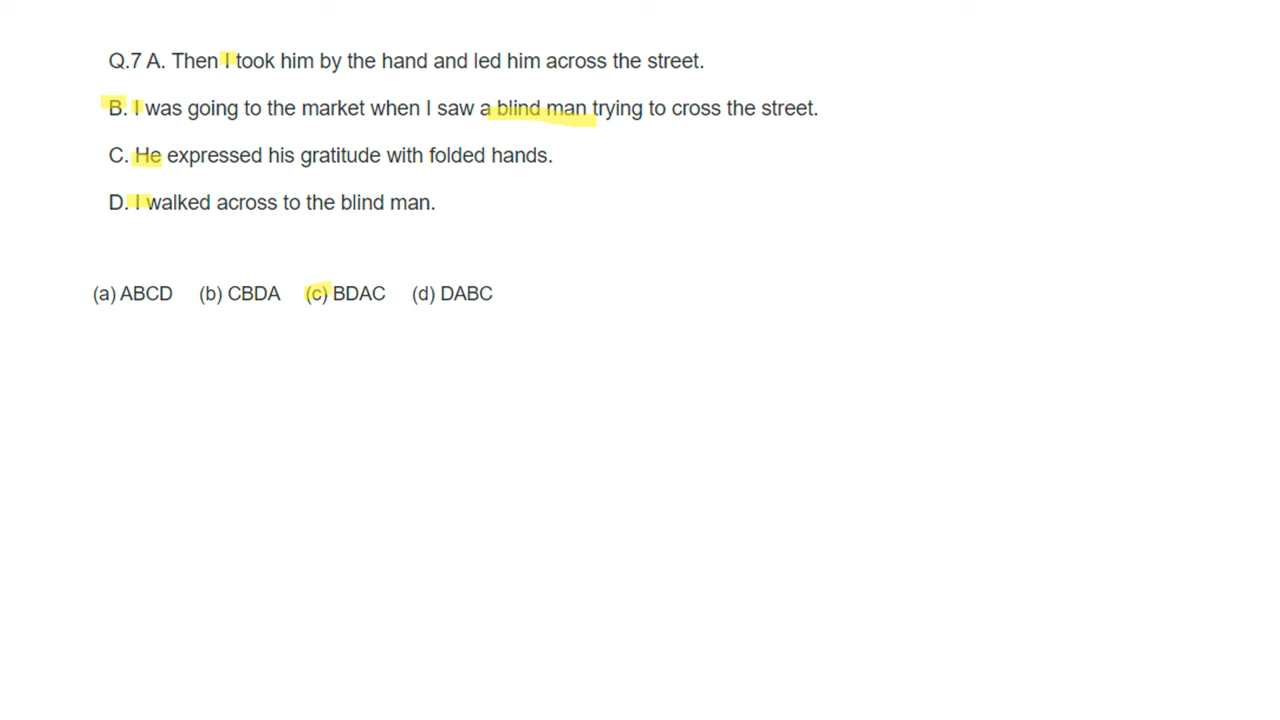 Q.7 A. Then I took him by the hand and led him across the street.
B. I was going to the market when I saw a blind man trying to cross the street.
C. He expressed his gratitude with folded hands.
D. I walked across to the blind man.
(a) ABCD (b) CBDA (c) BDAC (d) DABC